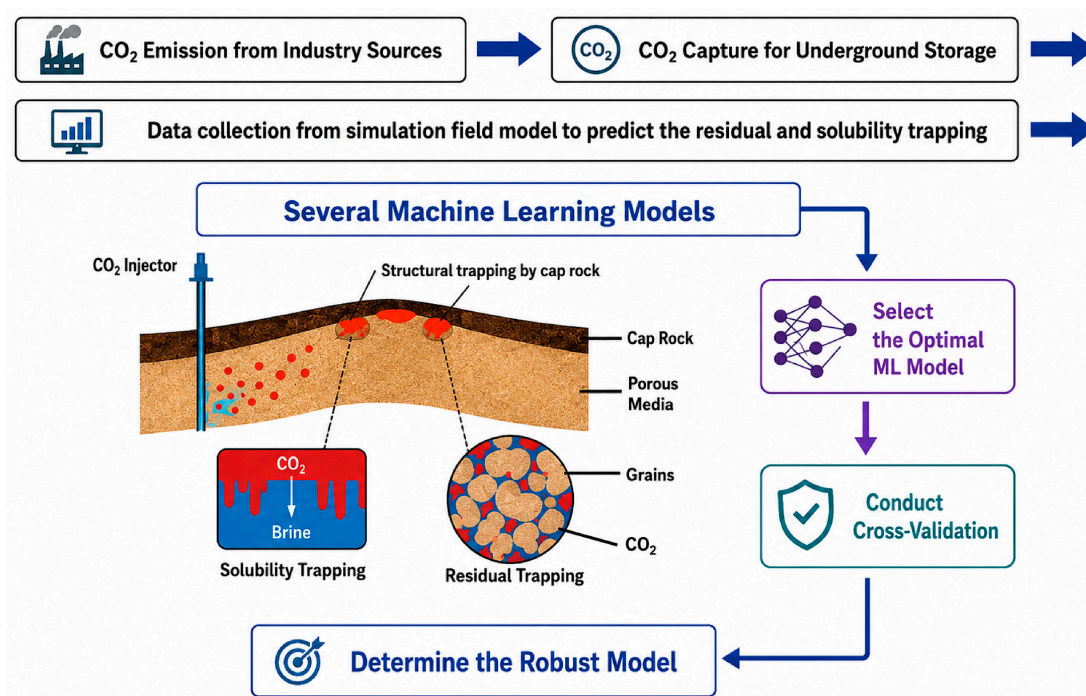 CO₂ Emission from Industry Sources
CO₂
CO₂ Capture for Underground Storage
Data collection from simulation field model to predict the residual and solubility trapping
Several Machine Learning Models
CO₂ Injector
Structural trapping by cap rock
Cap Rock
Porous
Media
Select
the Optimal
ML Model
CO₂
Brine
Solubility Trapping
Grains
CO₂
Residual Trapping
Conduct
Cross-Validation
Determine the Robust Model